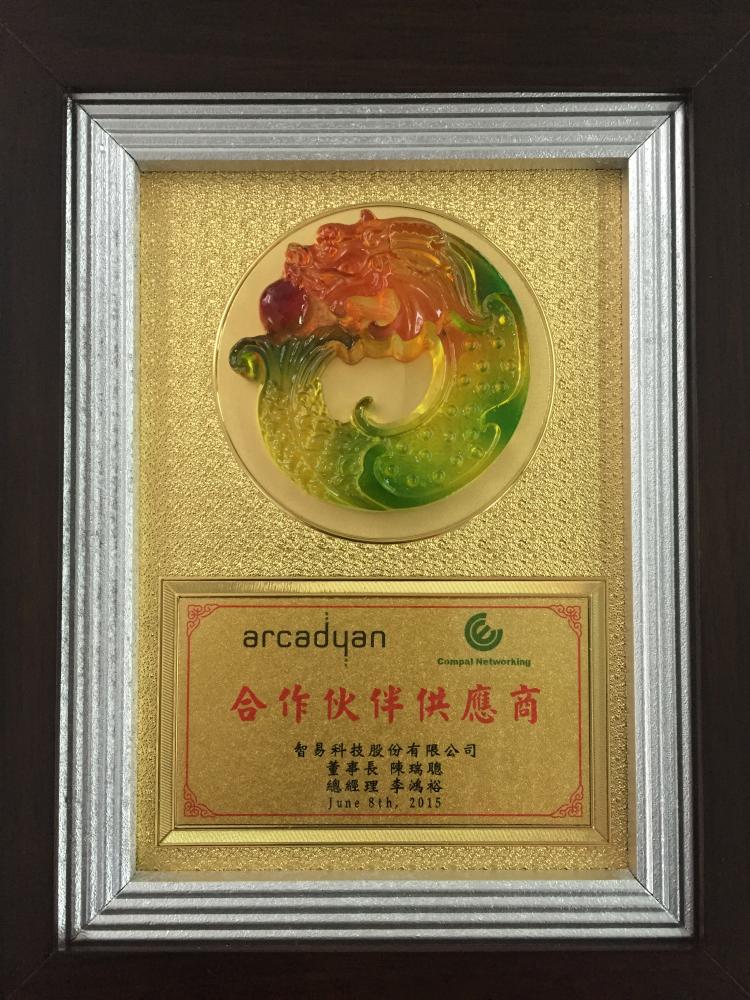 arcadyan
Compal Networking
合作伙伴供應商
智易科技股份有限公司
董事長 陳瑞聰
總經理 李鴻裕
June 8th, 2015